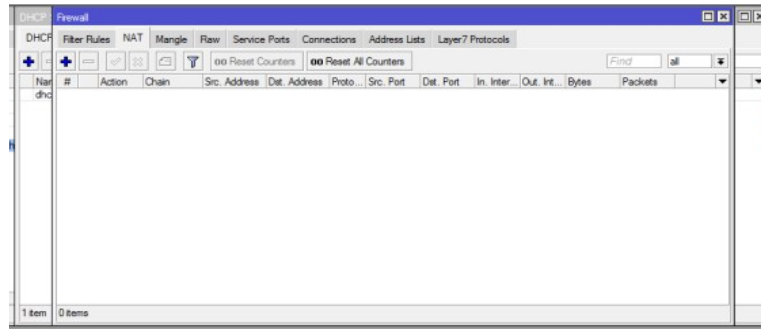 DHCP Firewall
DHCP Filter Rules NAT Mangle Raw Service Ports Connections Address Lists Layer7 Protocols
00 Reset Counters 00 Reset All Counters Find all
Nar # Action Chain Src. Address Dst. Address Proto... Src. Port Dst. Port In. Inter... Out. Int... Bytes Packets
dhc
1 item 0 items